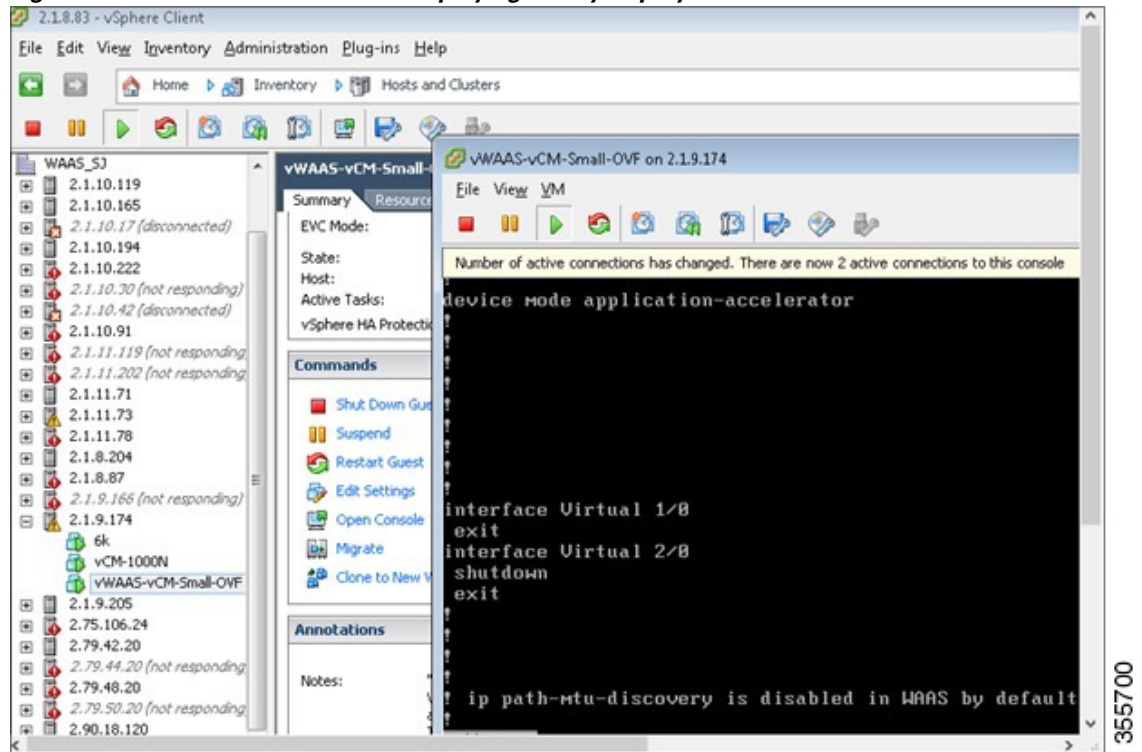 2.1.8.83 - vSphere Client
File Edit View Inventory Administration Plug-ins Help
Home Inventory Hosts and Clusters
WAAS_SJ
2.1.10.119
2.1.10.165
2.1.10.17 (disconnected)
2.1.10.194
2.1.10.222
2.1.10.30 (not responding)
2.1.10.42 (disconnected)
2.1.10.91
2.1.11.119 (not responding
2.1.11.202 (not responding
2.1.11.71
2.1.11.73
2.1.11.78
2.1.8.204
2.1.8.87
2.1.9.166 (not responding)
2.1.9.174
6k
vCM-1000N
vWAAS-vCM-Small-OVF
2.1.9.205
2.75.106.24
2.79.42.20
2.79.44.20 (not responding
2.79.48.20
2.79.50.20 (not responding
2.90.18.120
vWAAS-vCM-Small-
Summary Resource
EVC Mode:
State:
Host:
Active Tasks:
vSphere HA Protectio
Commands
Shut Down Gue
Suspend
Restart Guest
Edit Settings
Open Console
Migrate
Clone to New V
Annotations
Notes:
vWAAS-vCM-Small-OVF on 2.1.9.174
File View VM
Number of active connections has changed. There are now 2 active connections to this console
device mode application-accelerator
!
!
!
!
!
!
!
!
interface Virtual 1/0
exit
interface Virtual 2/0
shutdown
exit
!
!
!
!
! ip path-mtu-discovery is disabled in WAAS by default
!
355700